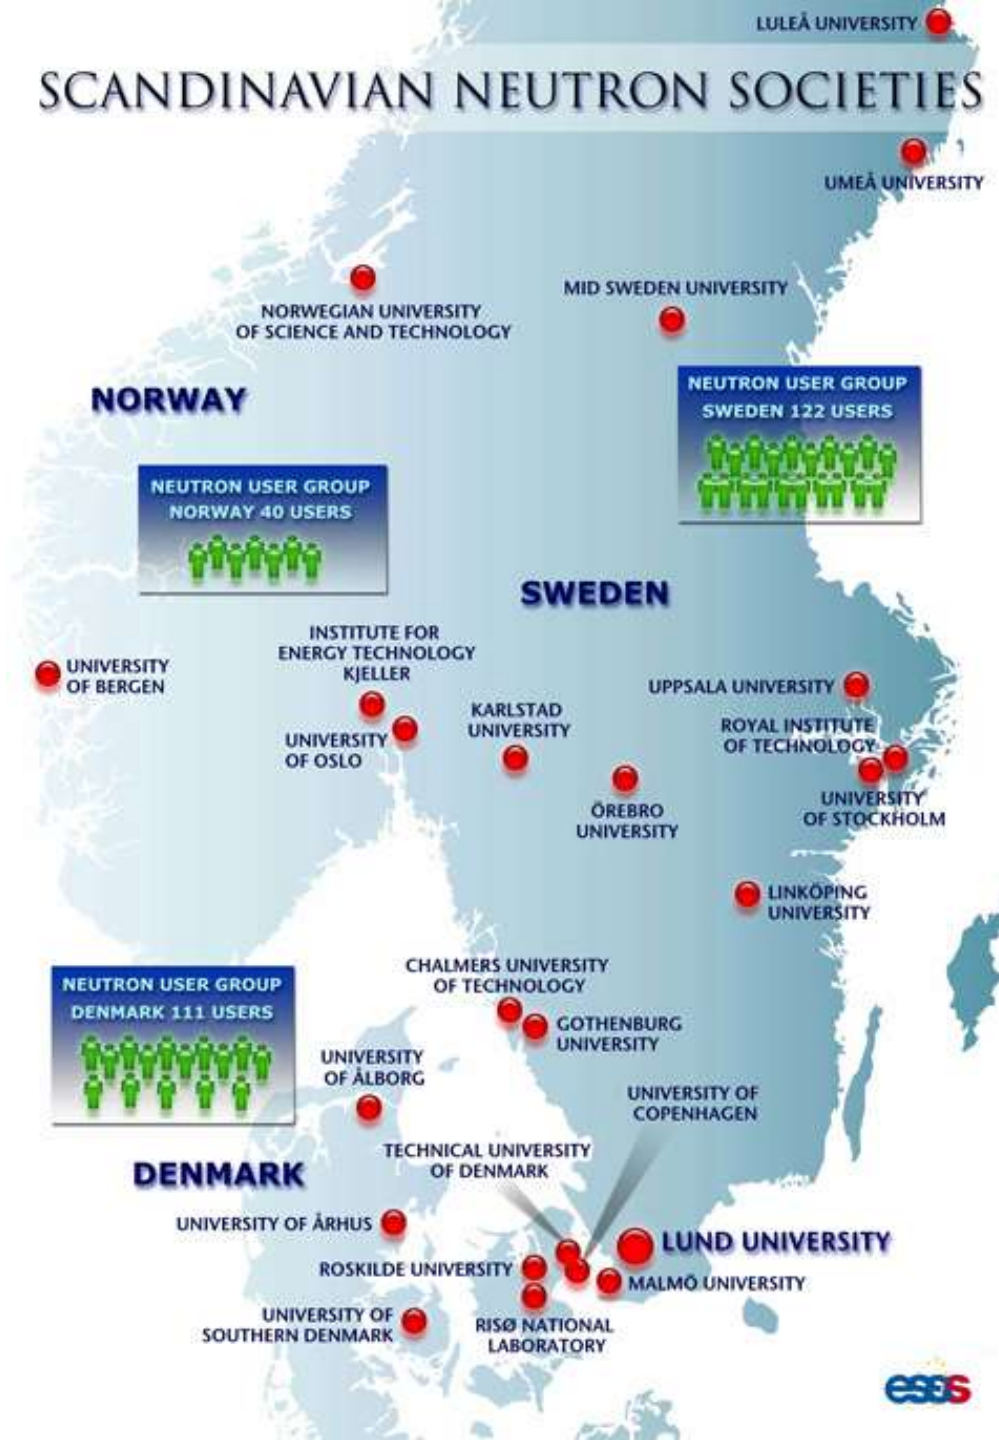 LULEÅ UNIVERSITY
SCANDINAVIAN NEUTRON SOCIETIES
UMEÅ UNIVERSITY
NORWEGIAN UNIVERSITY
OF SCIENCE AND TECHNOLOGY
MID SWEDEN UNIVERSITY
NORWAY
NEUTRON USER GROUP
SWEDEN 122 USERS
NEUTRON USER GROUP
NORWAY 40 USERS
SWEDEN
INSTITUTE FOR
ENERGY TECHNOLOGY
KJELLER
UNIVERSITY
OF BERGEN
UPPSALA UNIVERSITY
KARLSTAD
UNIVERSITY
ROYAL INSTITUTE
OF TECHNOLOGY
UNIVERSITY
OF OSLO
ÖREBRO
UNIVERSITY
UNIVERSITY
OF STOCKHOLM
LINKÖPING
UNIVERSITY
CHALMERS UNIVERSITY
OF TECHNOLOGY
NEUTRON USER GROUP
DENMARK 111 USERS
GOTHENBURG
UNIVERSITY
UNIVERSITY
OF ÅLBORG
UNIVERSITY OF
COPENHAGEN
TECHNICAL UNIVERSITY
OF DENMARK
DENMARK
UNIVERSITY OF ÅRHUS
LUND UNIVERSITY
ROSKILDE UNIVERSITY
MALMÖ UNIVERSITY
UNIVERSITY OF
SOUTHERN DENMARK
RISØ NATIONAL
LABORATORY